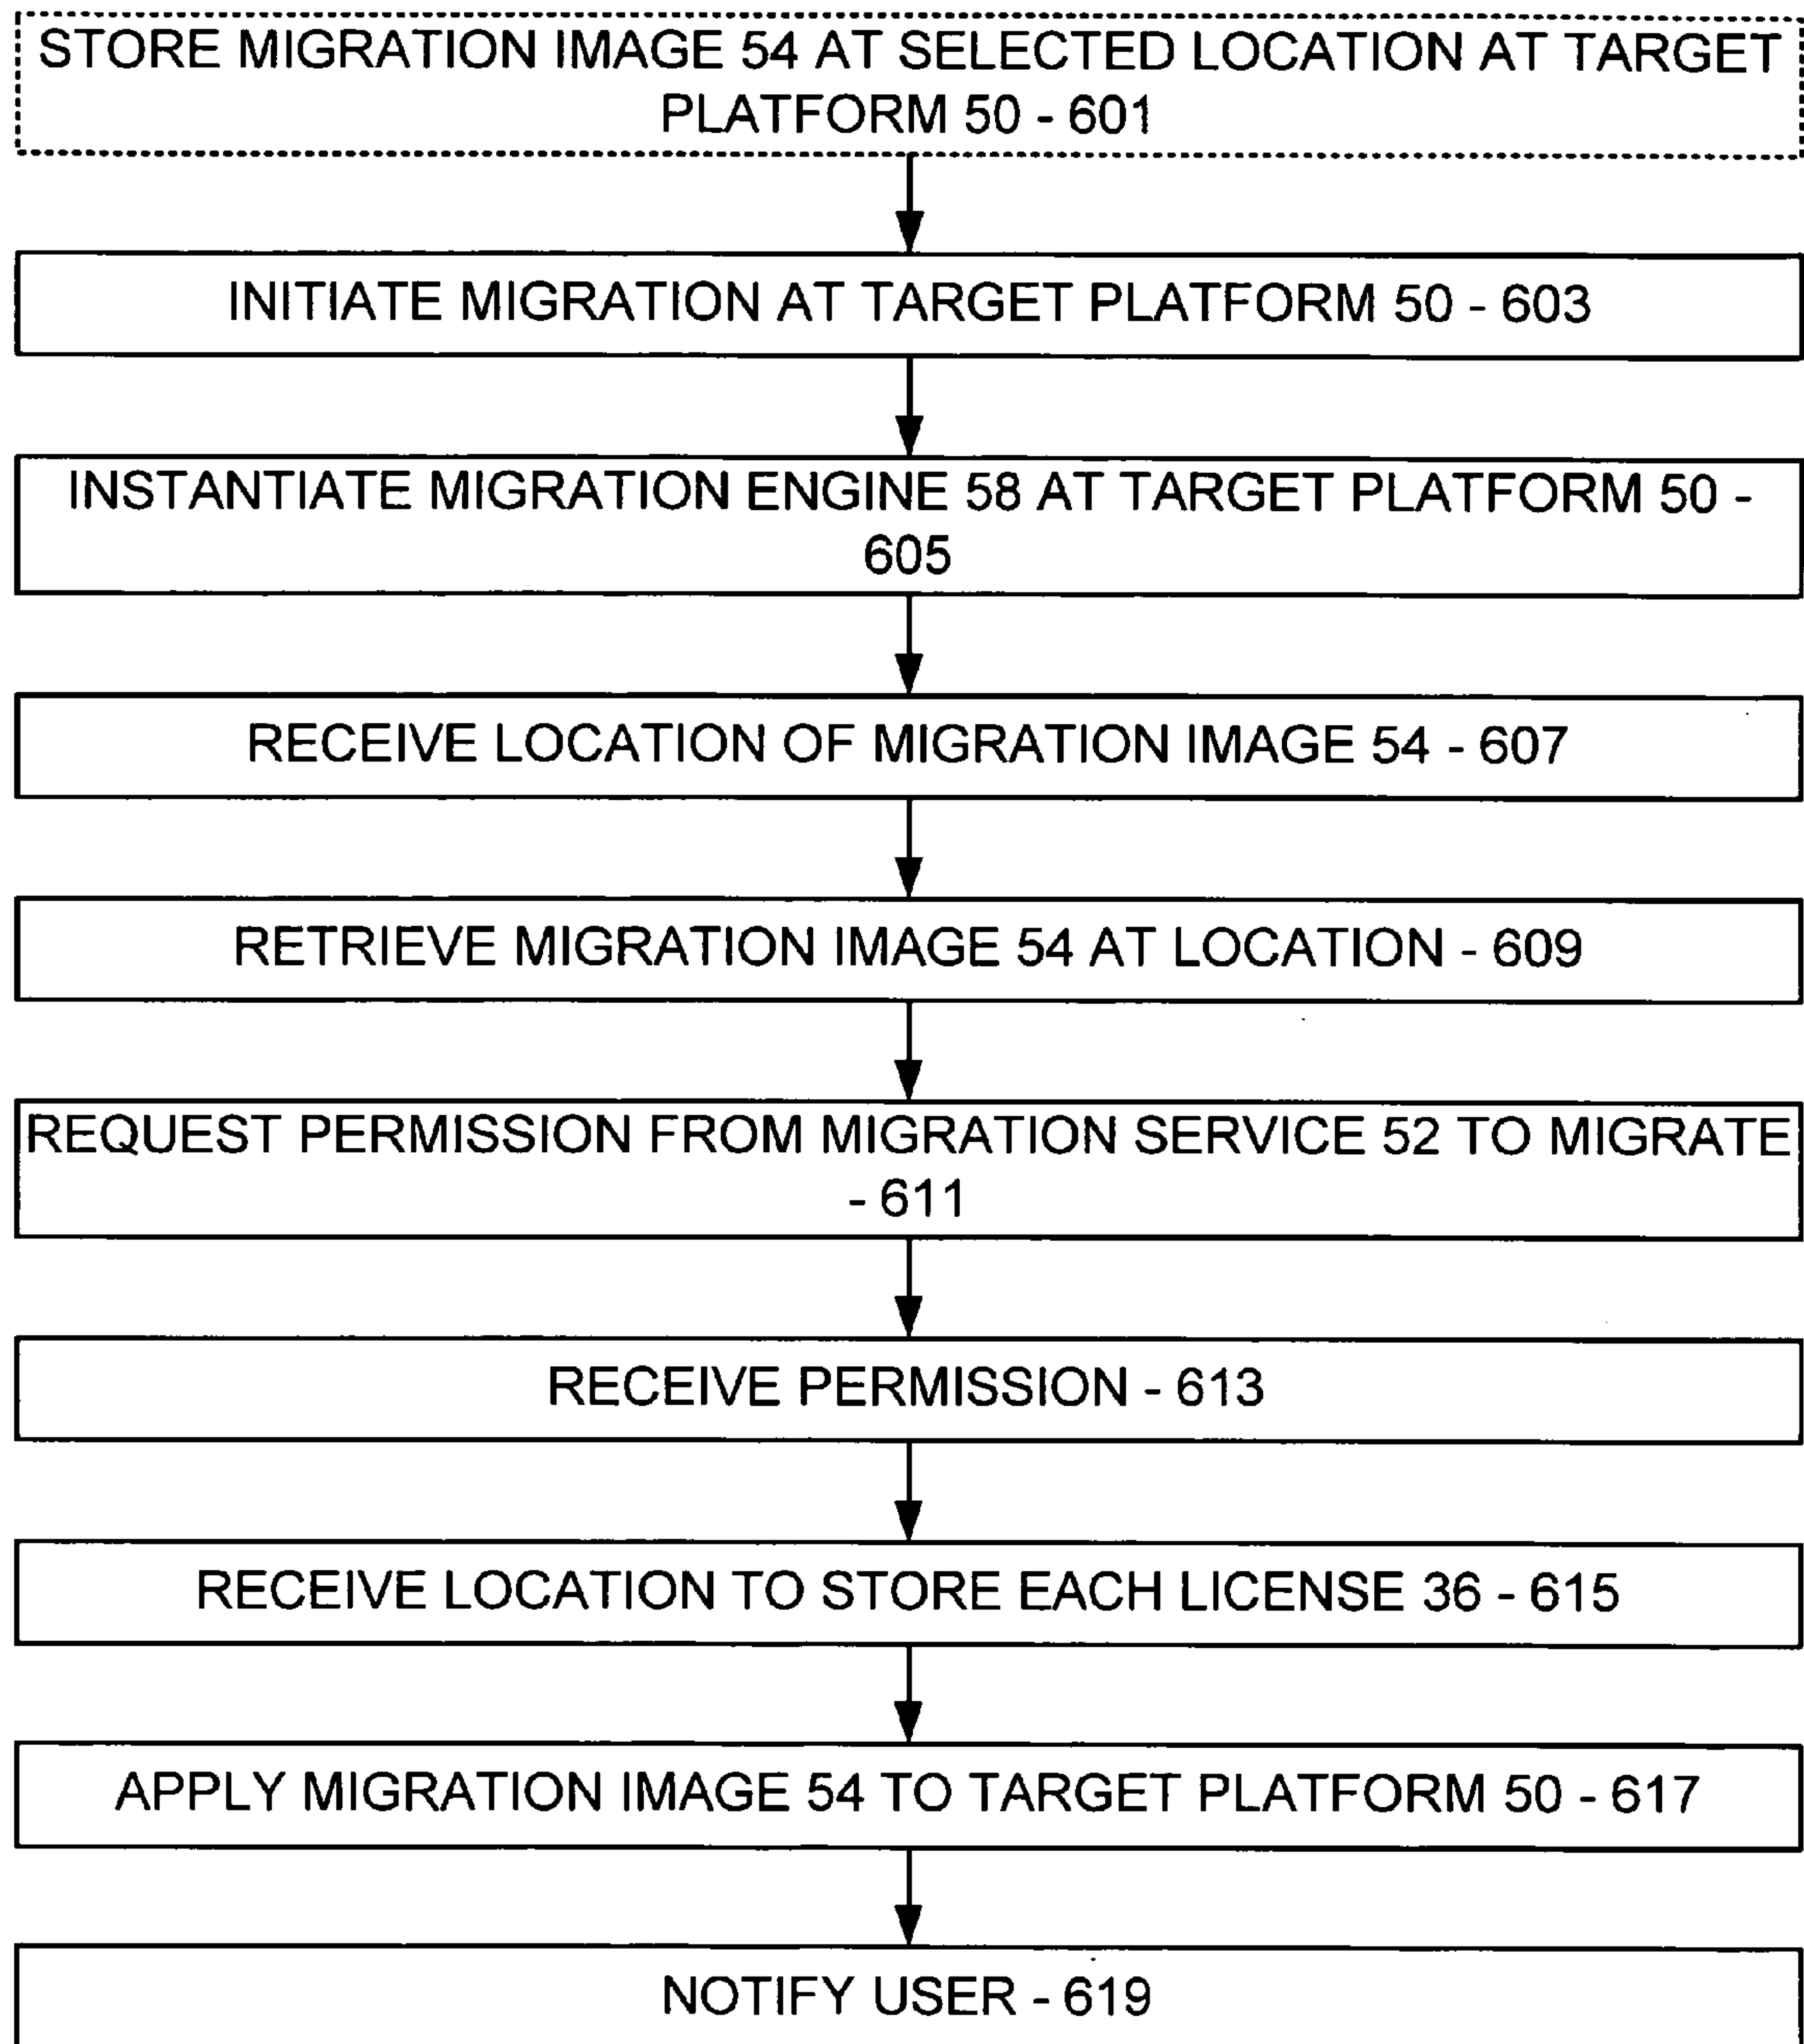 STORE MIGRATION IMAGE 54 AT SELECTED LOCATION AT TARGET
PLATFORM 50 - 601
INITIATE MIGRATION AT TARGET PLATFORM 50 - 603
INSTANTIATE MIGRATION ENGINE 58 AT TARGET PLATFORM 50 -
605
RECEIVE LOCATION OF MIGRATION IMAGE 54 - 607
RETRIEVE MIGRATION IMAGE 54 AT LOCATION - 609
REQUEST PERMISSION FROM MIGRATION SERVICE 52 TO MIGRATE
- 611
RECEIVE PERMISSION - 613
RECEIVE LOCATION TO STORE EACH LICENSE 36 - 615
APPLY MIGRATION IMAGE 54 TO TARGET PLATFORM 50 - 617
NOTIFY USER - 619